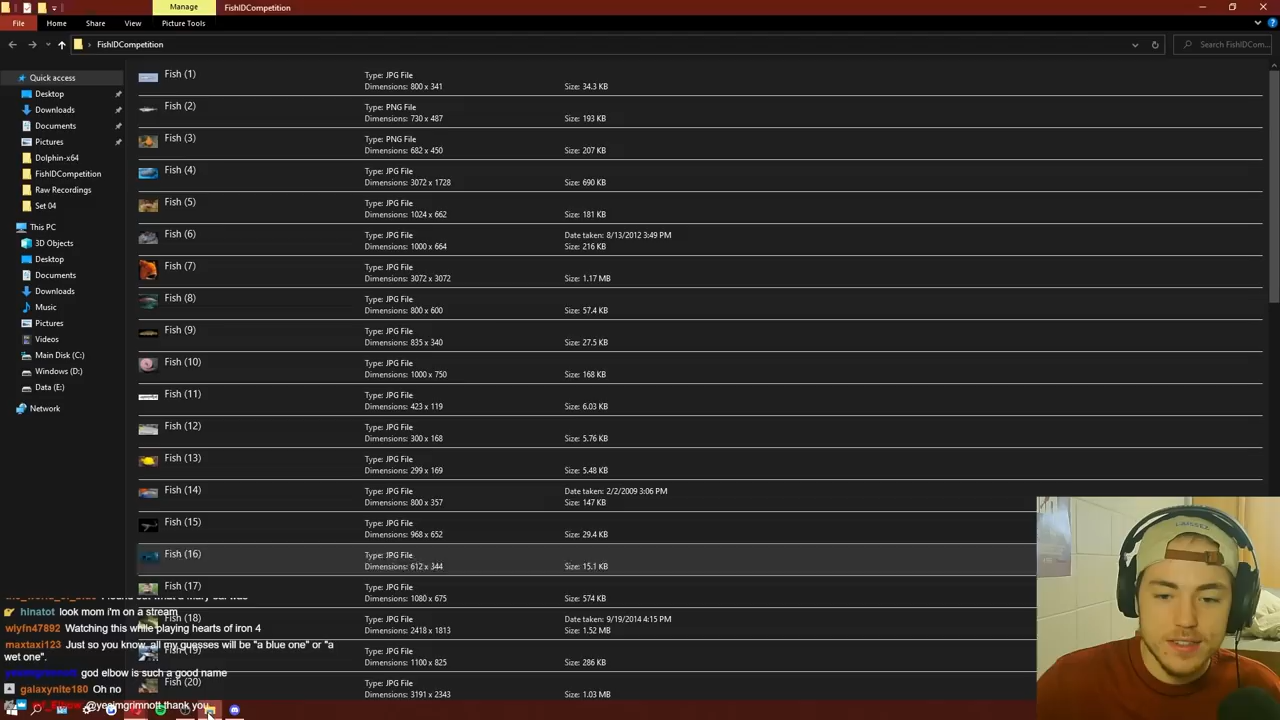 Manage
FishIDCompetition
File
Home
Share
View
Picture Tools
FishIDCompetition
Search FishIDCom...
Quick access
Desktop
Downloads
Documents
Pictures
Dolphin-x64
FishIDCompetition
Raw Recordings
Set 04
This PC
3D Objects
Desktop
Documents
Downloads
Music
Pictures
Videos
Main Disk (C:)
Windows (D:)
Data (E:)
Network
Fish (1)
Type: JPG File
Dimensions: 800 x 341
Size: 34.3 KB
Fish (2)
Type: PNG File
Dimensions: 730 x 487
Size: 193 KB
Fish (3)
Type: PNG File
Dimensions: 682 x 450
Size: 207 KB
Fish (4)
Type: JPG File
Dimensions: 3072 x 1728
Size: 690 KB
Fish (5)
Type: JPG File
Dimensions: 1024 x 662
Size: 181 KB
Fish (6)
Type: JPG File
Dimensions: 1000 x 664
Date taken: 8/13/2012 3:49 PM
Size: 216 KB
Fish (7)
Type: JPG File
Dimensions: 3072 x 3072
Size: 1.17 MB
Fish (8)
Type: JPG File
Dimensions: 800 x 600
Size: 57.4 KB
Fish (9)
Type: JPG File
Dimensions: 835 x 340
Size: 27.5 KB
Fish (10)
Type: JPG File
Dimensions: 1000 x 750
Size: 168 KB
Fish (11)
Type: JPG File
Dimensions: 423 x 119
Size: 6.03 KB
Fish (12)
Type: JPG File
Dimensions: 300 x 168
Size: 5.76 KB
Fish (13)
Type: JPG File
Dimensions: 299 x 169
Size: 5.48 KB
Fish (14)
Type: JPG File
Dimensions: 800 x 357
Date taken: 2/2/2009 3:06 PM
Size: 147 KB
Fish (15)
Type: JPG File
Dimensions: 968 x 652
Size: 29.4 KB
Fish (16)
Type: JPG File
Dimensions: 612 x 344
Size: 15.1 KB
Fish (17)
Type: JPG File
Dimensions: 1080 x 675
Size: 574 KB
Fish (18)
Type: JPG File
Dimensions: 2418 x 1813
Date taken: 9/19/2014 4:15 PM
Size: 1.52 MB
Type: JPG File
Dimensions: 1100 x 825
Size: 286 KB
Fish (20)
Type: JPG File
Dimensions: 3191 x 2343
Size: 1.03 MB
hinatot look mom i'm on a stream
wiyfn47892 Watching this while playing hearts of iron 4
maxtaxi123 Just so you know, all my guesses will be "a blue one" or "a
wet one".
god elbow is such a good name
galaxynite180 Oh no
@yesimgrimnott thank you